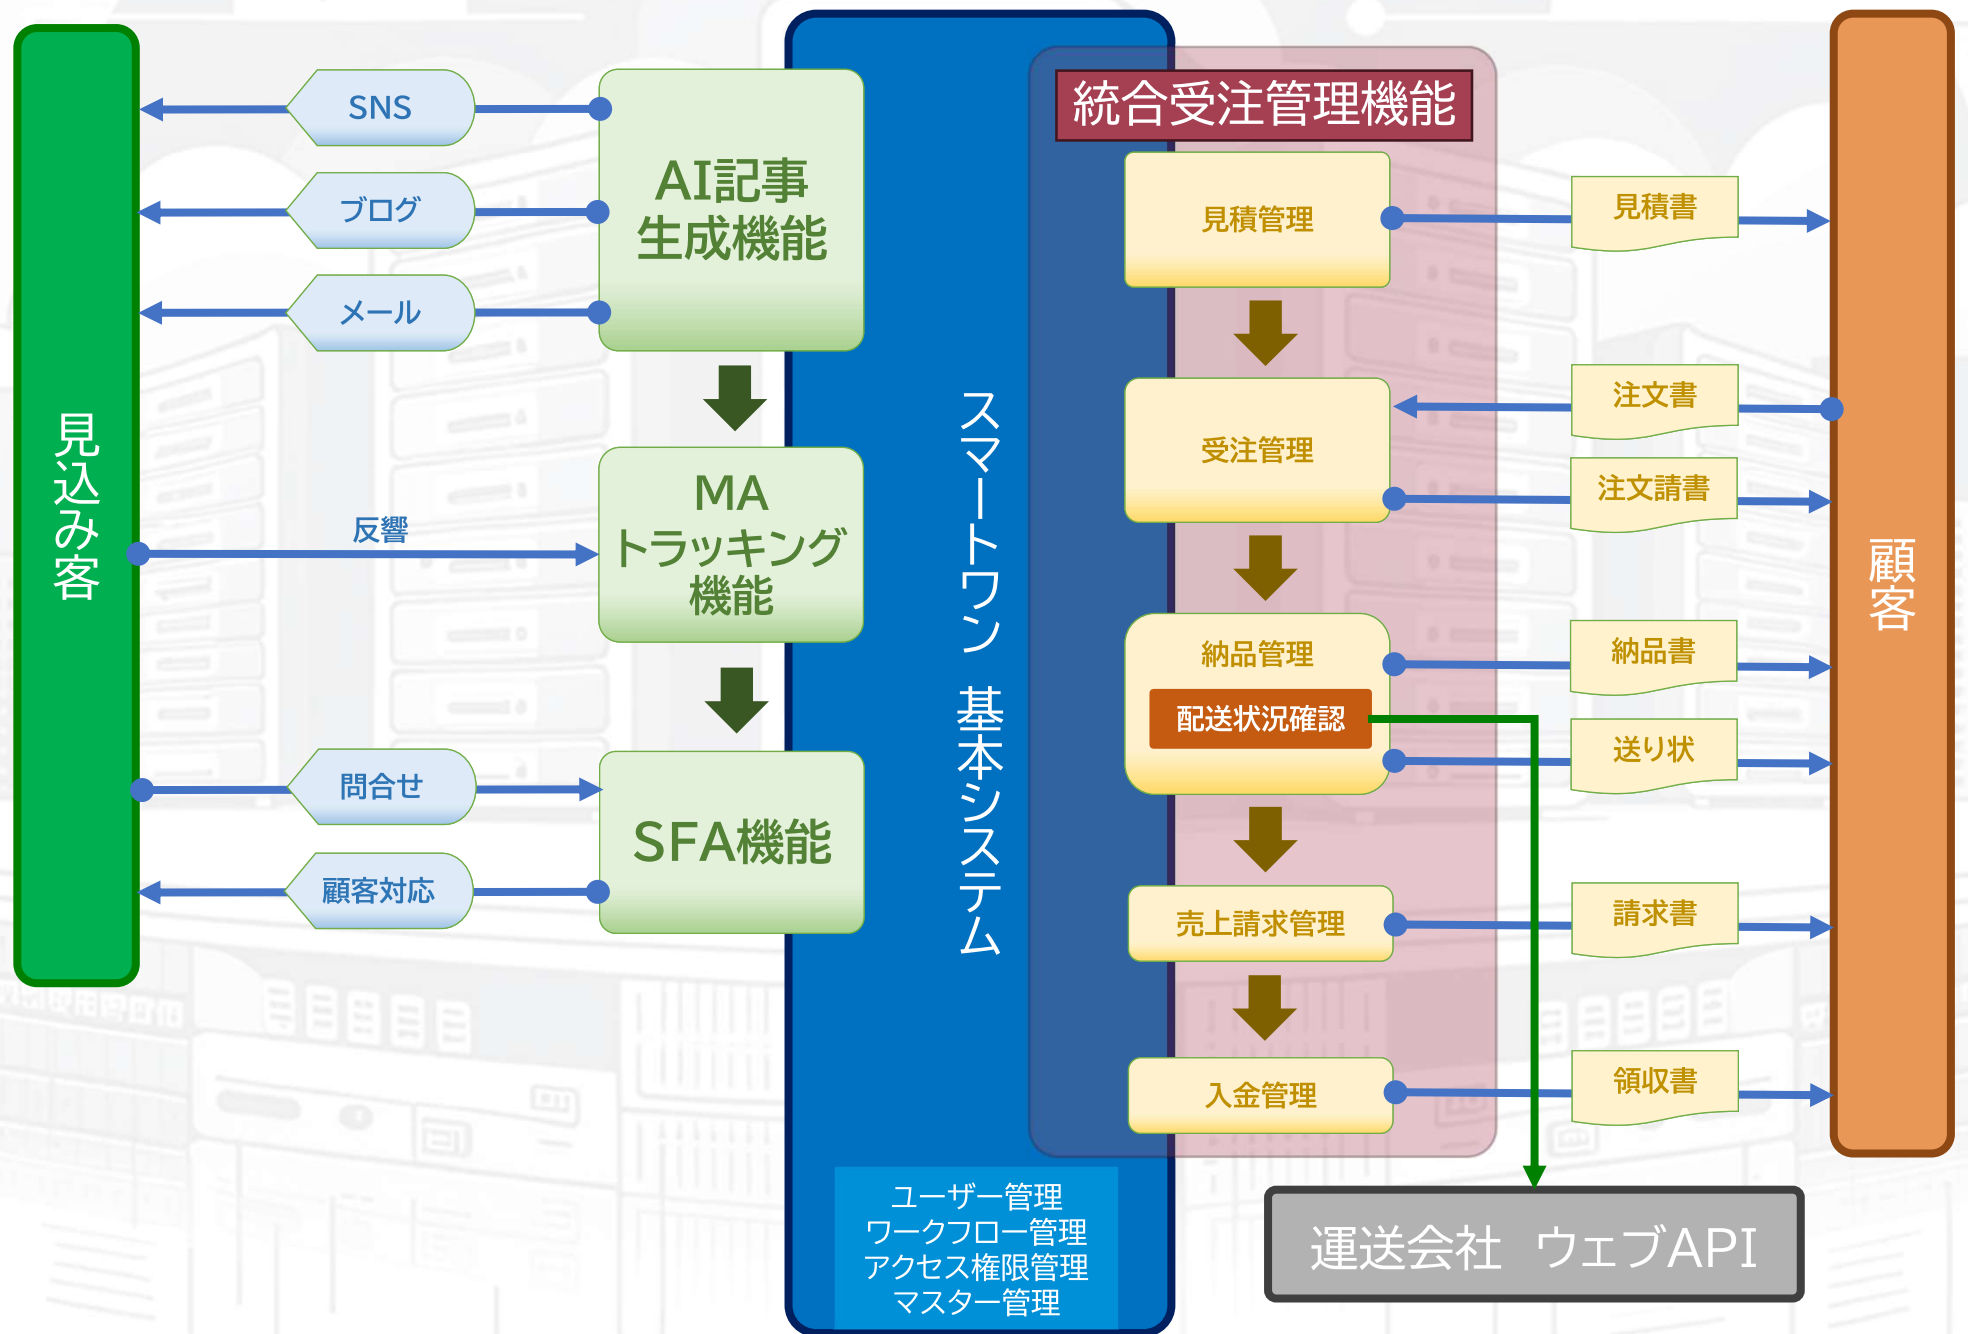 見込み客
SNS
ブログ
メール
反響
問合せ
顧客対応
AI記事
生成機能
MA
トラッキング
機能
SFA機能
スマートワン 基本システム
ユーザー管理
ワークフロー管理
アクセス権限管理
マスター管理
統合受注管理機能
見積管理
受注管理
納品管理
配送状況確認
売上請求管理
入金管理
見積書
注文書
注文請書
納品書
送り状
請求書
領収書
顧客
運送会社 ウェブAPI